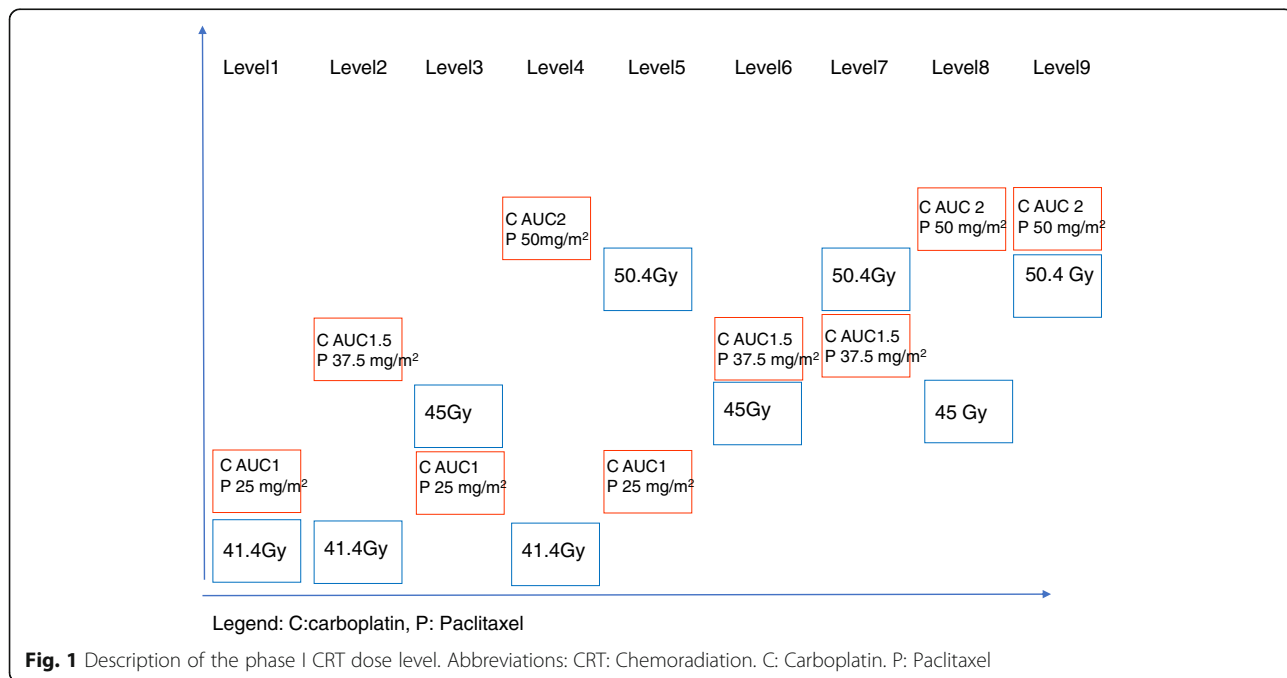 Level1 Level2 Level3 Level4 Level5 Level6 Level7 Level8 Level9
C AUC2
P 50mg/m²
C AUC 2
P 50 mg/m²
C AUC 2
P 50 mg/m²
50.4Gy
50.4Gy
50.4 Gy
C AUC1.5
P 37.5 mg/m²
C AUC1.5
P 37.5 mg/m²
C AUC1.5
P 37.5 mg/m²
45Gy
45Gy
45 Gy
C AUC1
P 25 mg/m²
C AUC1
P 25 mg/m²
C AUC1
P 25 mg/m²
41.4Gy
41.4Gy
41.4Gy
Legend: C:carboplatin, P: Paclitaxel
Fig. 1 Description of the phase I CRT dose level. Abbreviations: CRT: Chemoradiation. C: Carboplatin. P: Paclitaxel